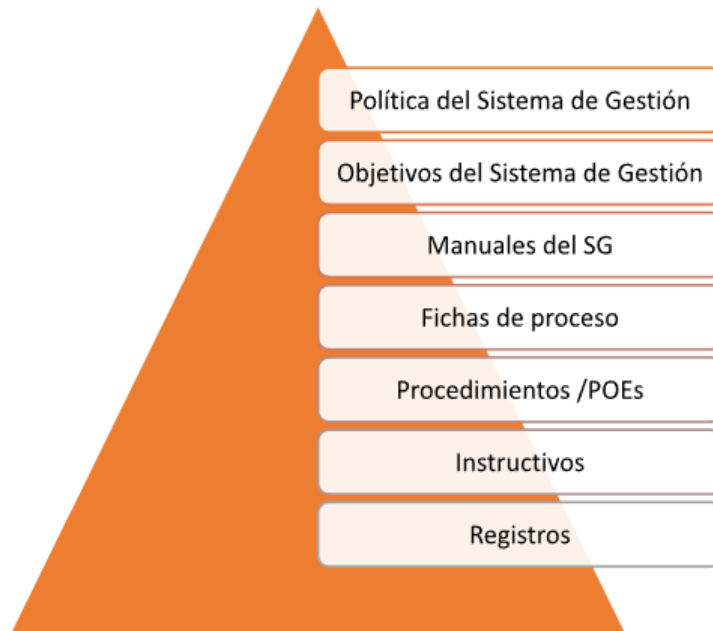 Política del Sistema de Gestión
Objetivos del Sistema de Gestión
Manuales del SG
Fichas de proceso
Procedimientos /POEs
Instructivos
Registros